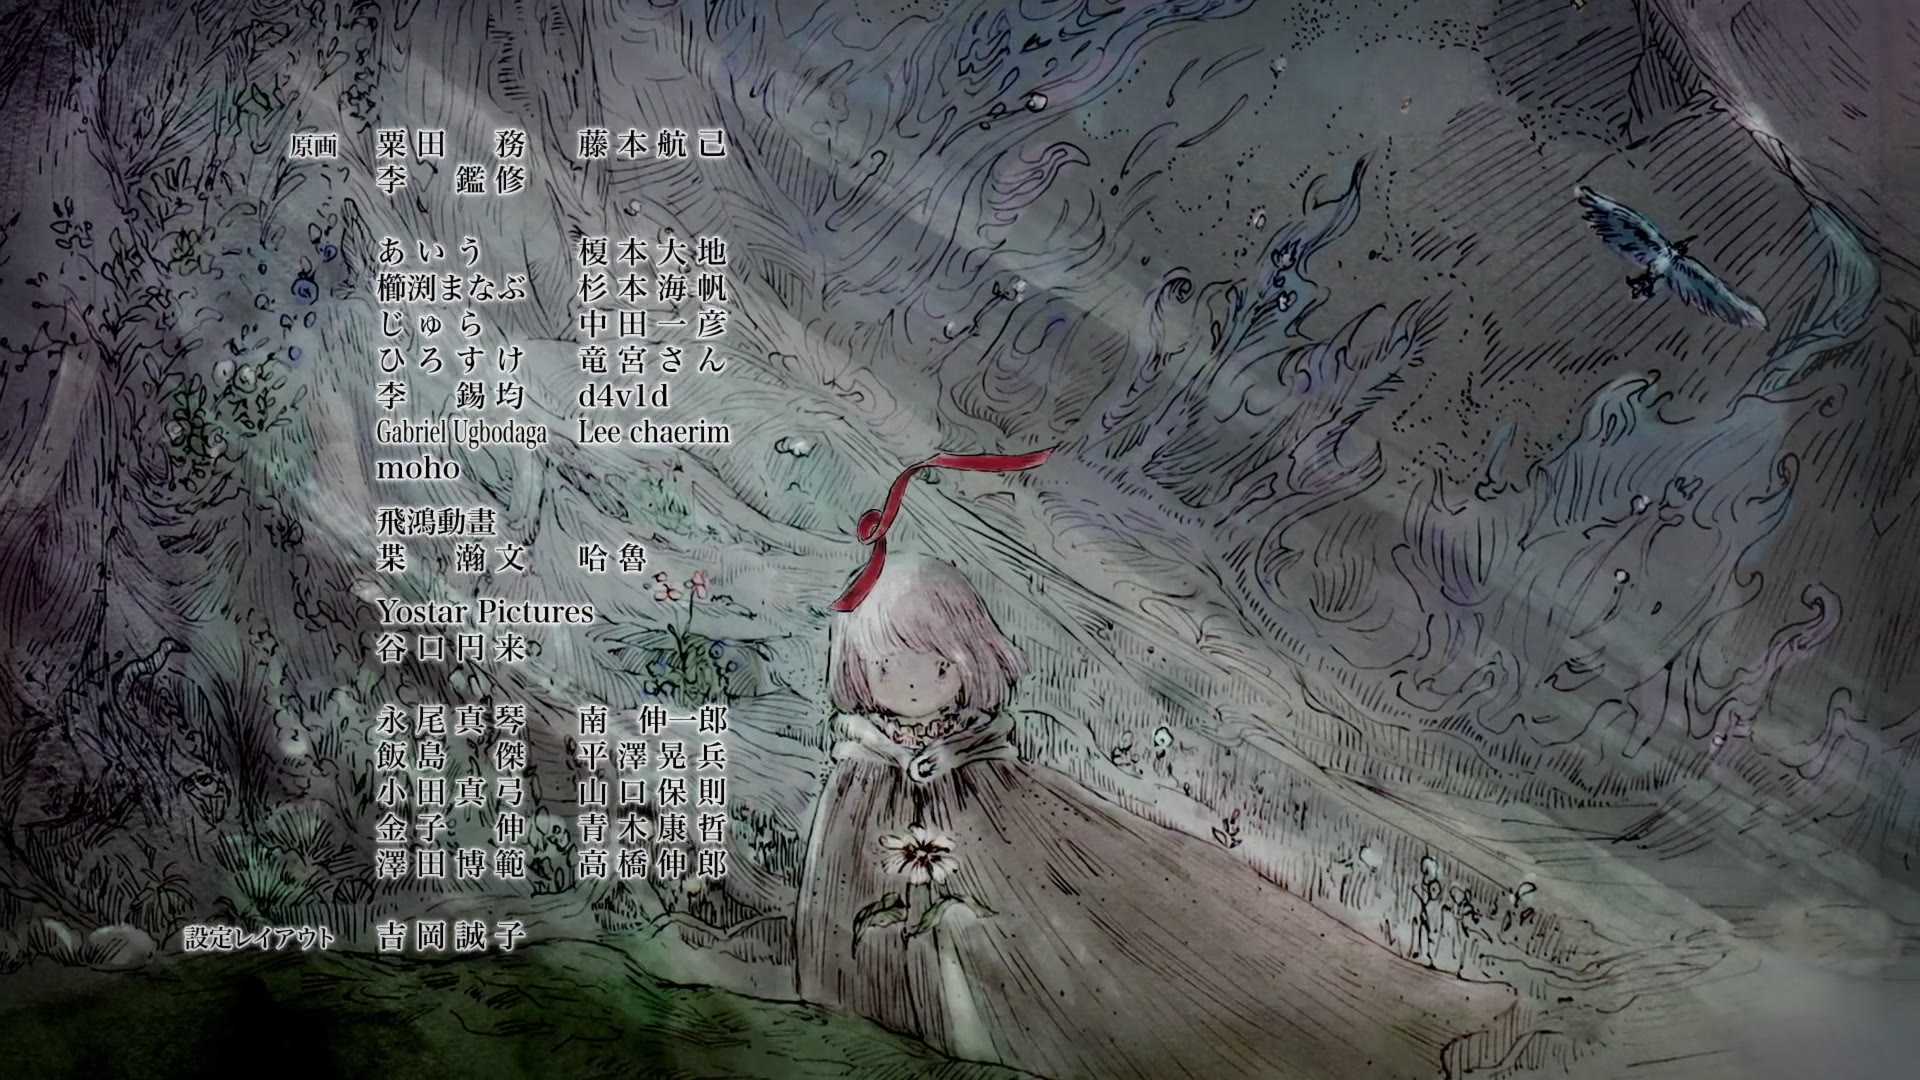 原画 粟田 務 藤本航己
李 鑑修
あいう 榎本大地
櫛渕まなぶ 杉本海帆
じゅら 中田一彦
ひろすけ 竜宮さん
李 錫均 d4v1d
Gabriel Ugbodaga Lee chaerim
moho
飛鴻動畫
瀚文 哈魯
Yostar Pictures
谷口円来
永尾真琴 南 伸一郎
飯島 傑 平澤晃兵
小田真弓 山口保則
金子 伸 青木康哲
澤田博範 高橋伸郎
設定レイアウト 吉岡誠子